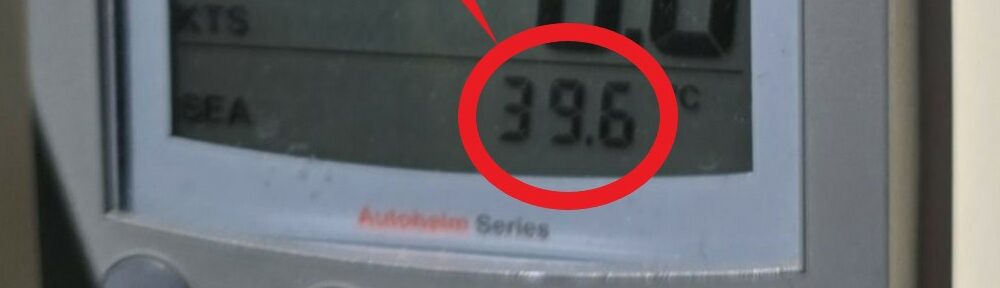 KTS
SEA 39.6 °C
Autohelm Series